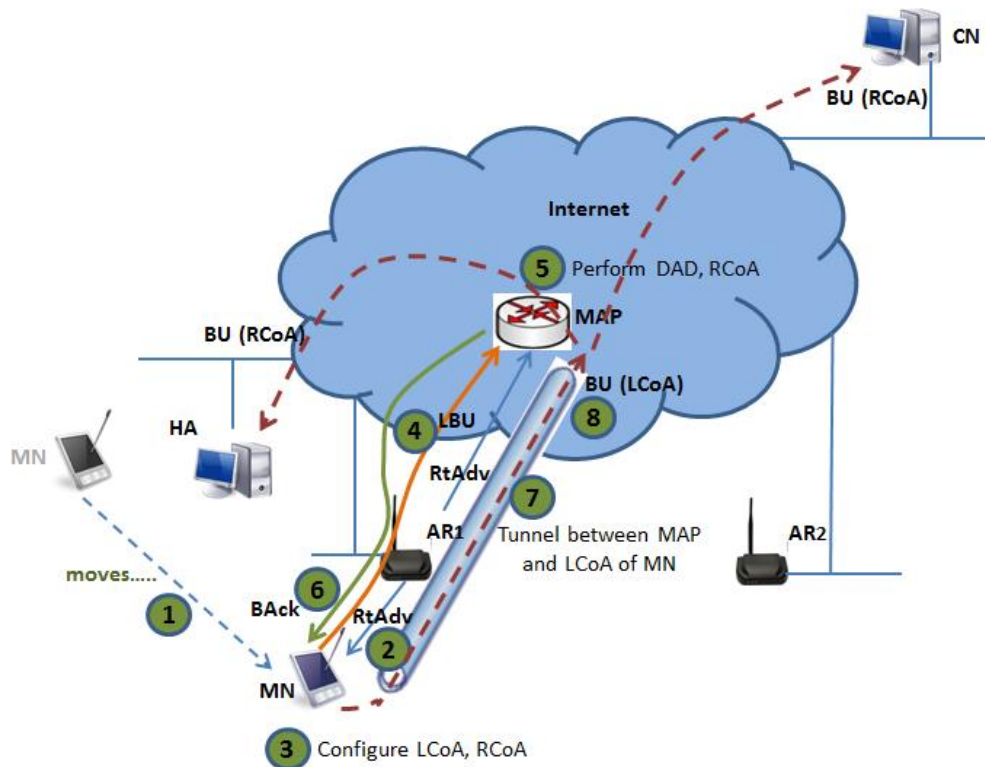 CN
BU (RCoA)
Internet
5 Perform DAD, RCoA
MAP
BU (RCoA)
BU (LCoA)
8
4 LBU
HA
MN
RtAdv
7
AR1
Tunnel between MAP
and LCoA of MN
AR2
moves.....
1
6
BAck
RtAdv
2
MN
3 Configure LCoA, RCoA